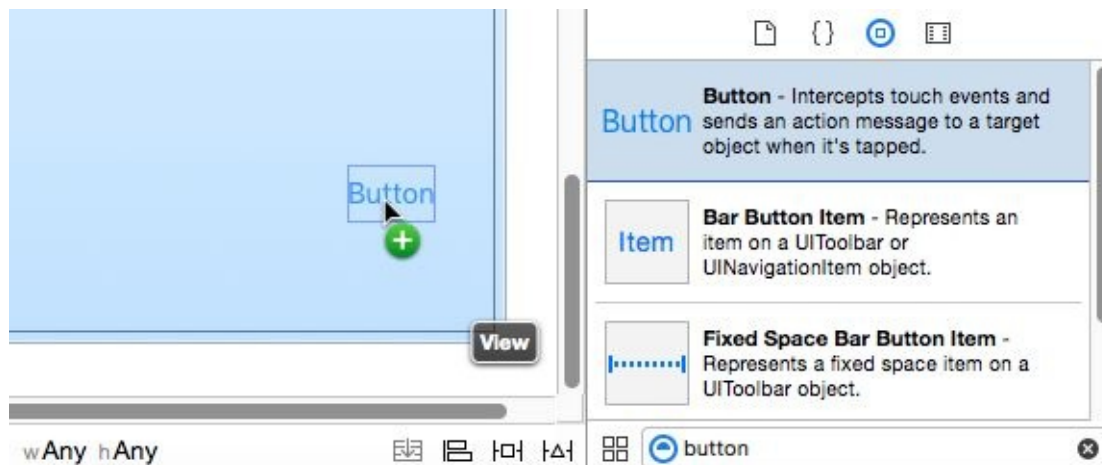 Button
View
wAny hAny
Button
Button - Intercepts touch events and
sends an action message to a target
object when it's tapped.
Item
Bar Button Item - Represents an
item on a UIToolbar or
UINavigationItem object.
Fixed Space Bar Button Item -
Represents a fixed space item on a
UIToolbar object.
button